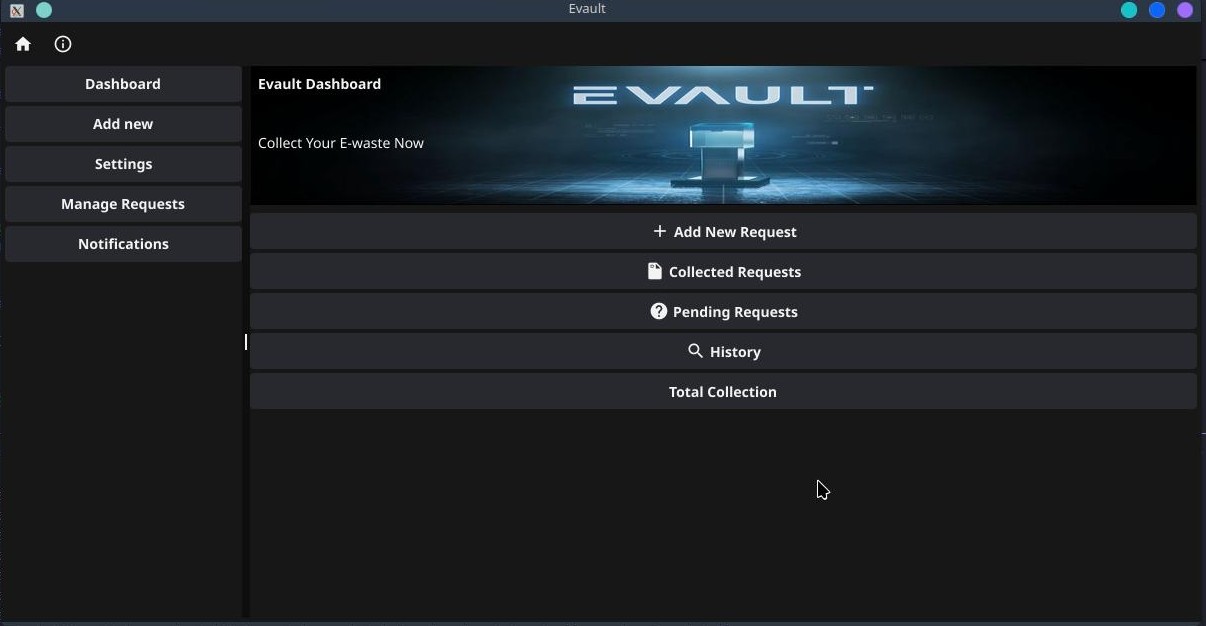 Evault
Dashboard
Add new
Settings
Manage Requests
Notifications
Evault Dashboard
EVAULT
Collect Your E-waste Now
Add New Request
Collected Requests
Pending Requests
History
Total Collection